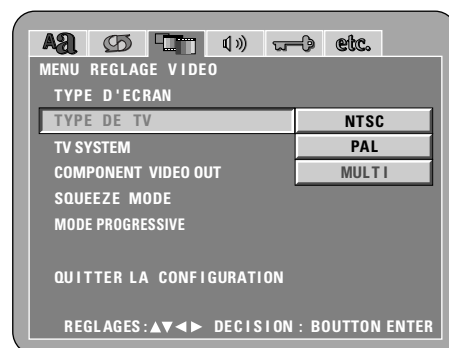 Aa etc.
MENU REGLAGE VIDEO
TYPE D'ECRAN
TYPE DE TV NTSC
TV SYSTEM PAL
COMPONENT VIDEO OUT MULTI
SQUEEZE MODE
MODE PROGRESSIVE
QUITTER LA CONFIGURATION
REGLAGES:▲▼◄► DECISION : BOUTTON ENTER